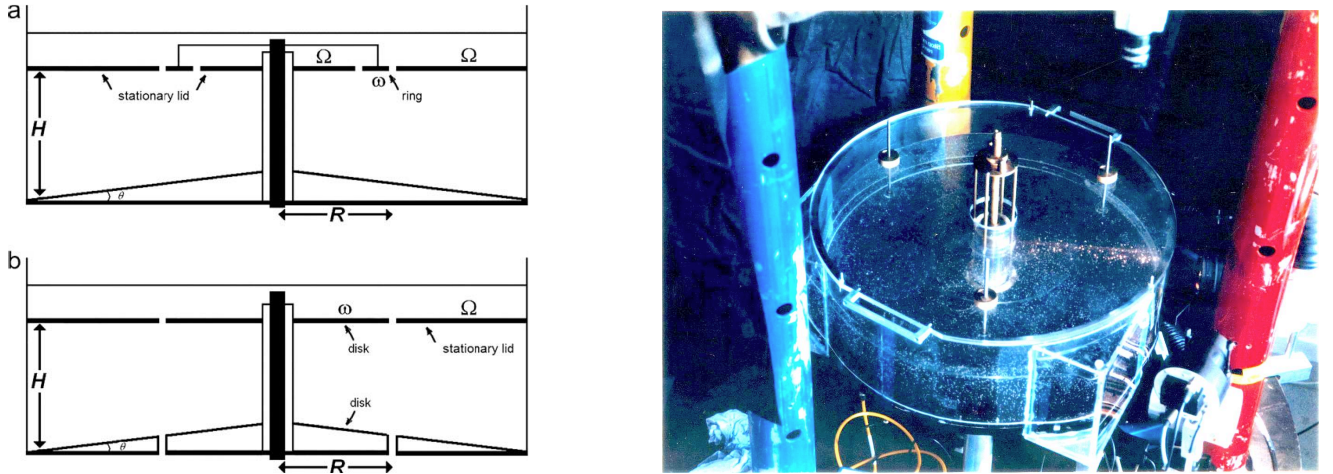 a
Ω
Ω
ω
stationary lid
ring
H
θ
R
b
ω
Ω
disk
stationary lid
H
disk
θ
R